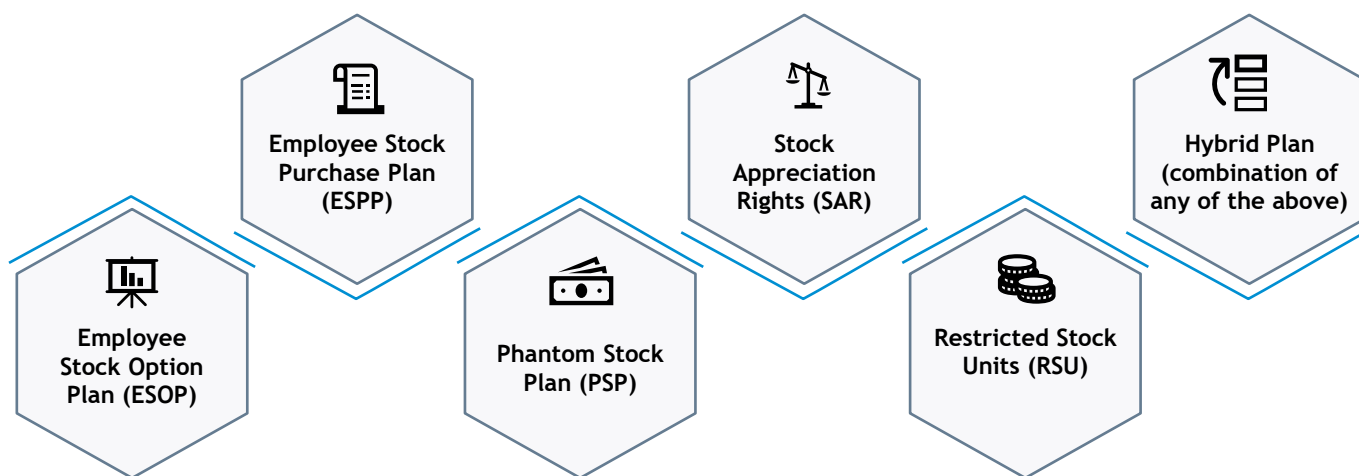 Employee
Stock Option
Plan (ESOP)
Employee Stock
Purchase Plan
(ESPP)
Phantom Stock
Plan (PSP)
Stock
Appreciation
Rights (SAR)
Restricted Stock
Units (RSU)
Hybrid Plan
(combination of
any of the above)